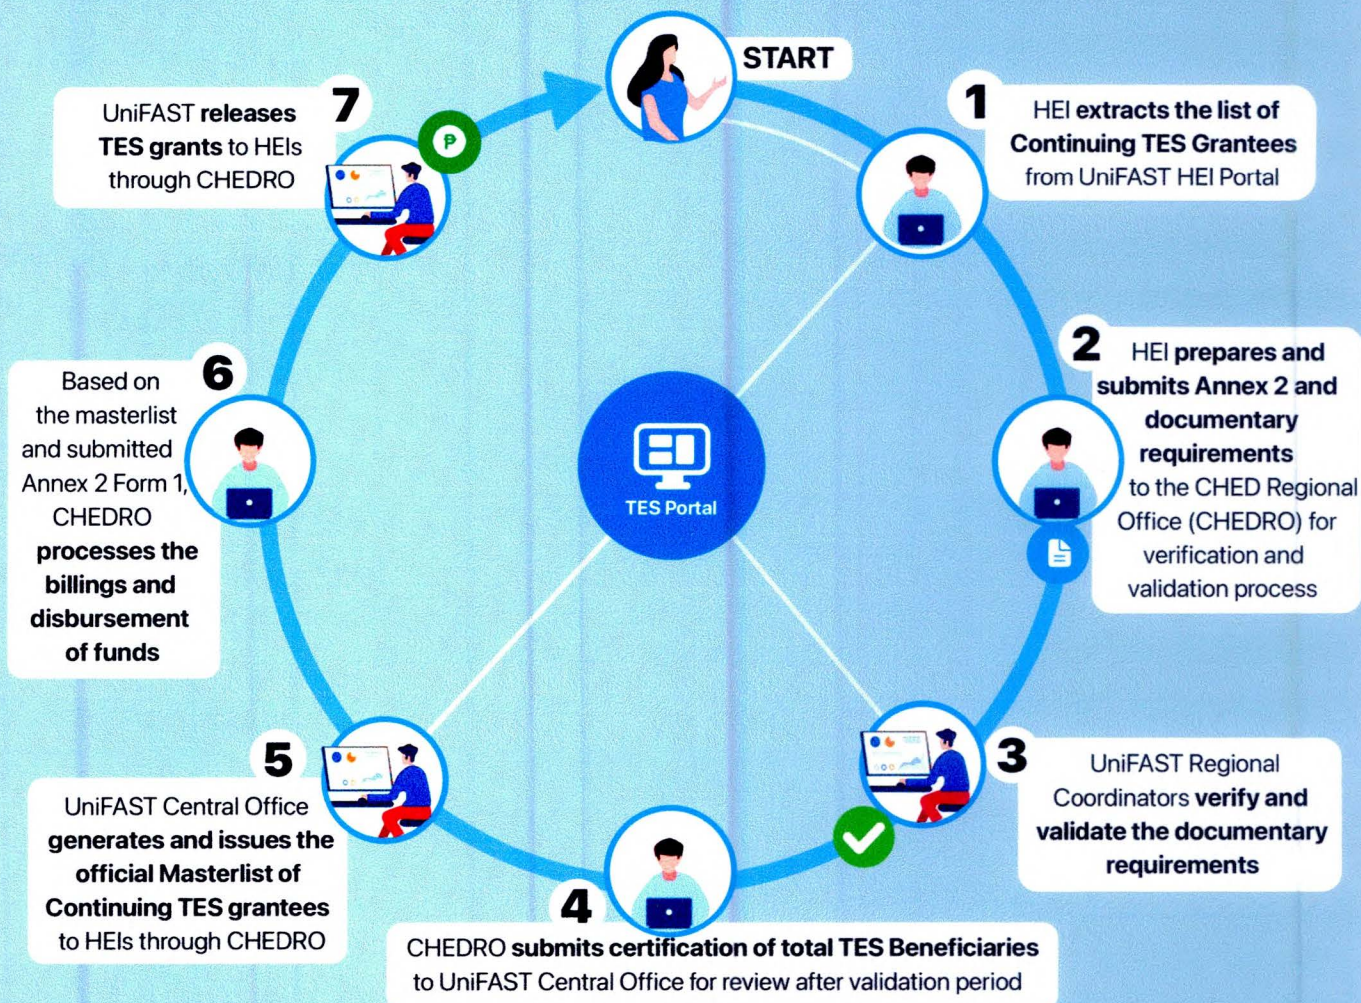 START
1
HEI extracts the list of
Continuing TES Grantees
from UniFAST HEI Portal
2
HEI prepares and
submits Annex 2 and
documentary
requirements
to the CHED Regional
Office (CHEDRO) for
verification and
validation process
3
UniFAST Regional
Coordinators verify and
validate the documentary
requirements
4
CHEDRO submits certification of total TES Beneficiaries
to UniFAST Central Office for review after validation period
5
UniFAST Central Office
generates and issues the
official Masterlist of
Continuing TES grantees
to HEIs through CHEDRO
6
Based on
the masterlist
and submitted
Annex 2 Form 1,
CHEDRO
processes the
billings and
disbursement
of funds
7
UniFAST releases
TES grants to HEIs
through CHEDRO
₱
TES Portal